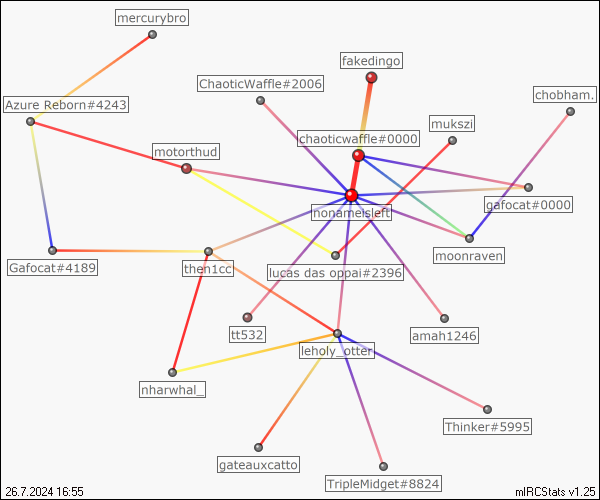 mercurybro
fakedingo
ChaoticWaffle#2006
chobham.
Azure Reborn#4243
mukszi
chaoticwaffle#0000
motorthud
gafocat#0000
nonamesleft
moonraven
Gafocat#4189
then1cc
lucas das oppai#2396
tt532
amah1246
leholy_otter
nharwhal_
Thinker#5995
gateauxcatto
TripleMidget#8824
26.7.2024 16:55
mIRCStats v1.25